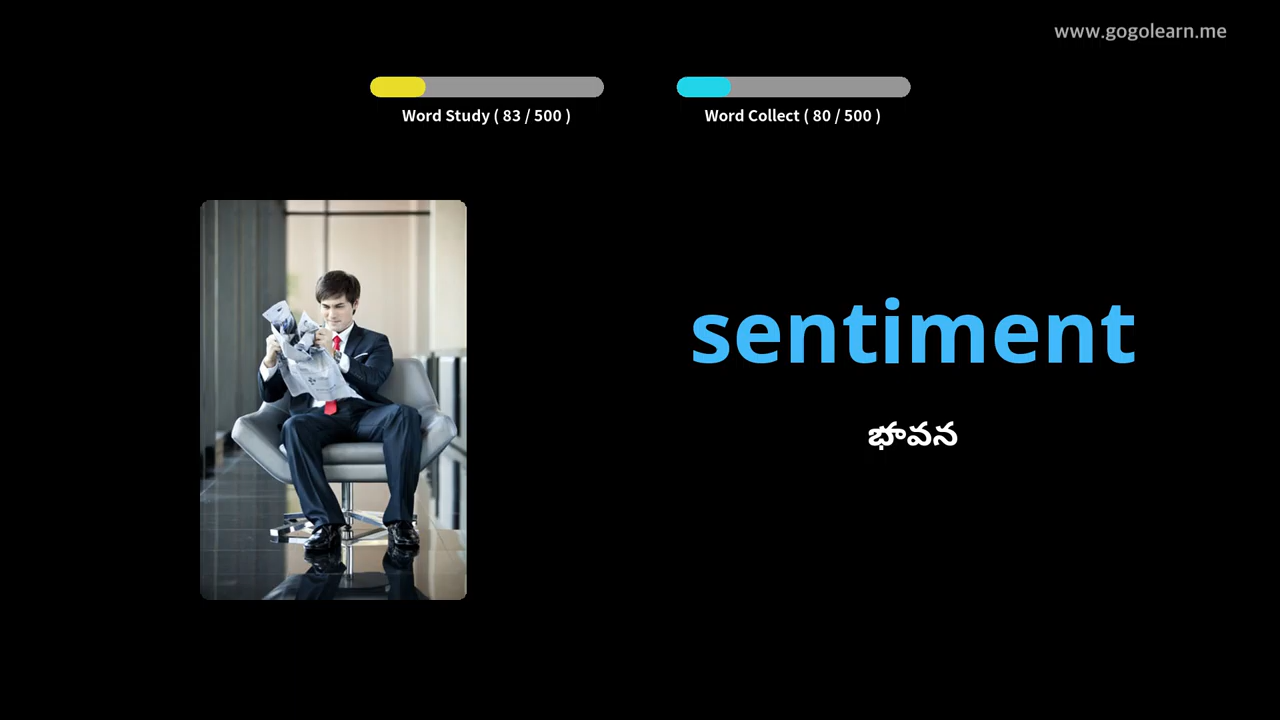 www.gogolearn.me
Word Study ( 83 / 500 )
Word Collect ( 80 / 500 )
sentiment
భావన